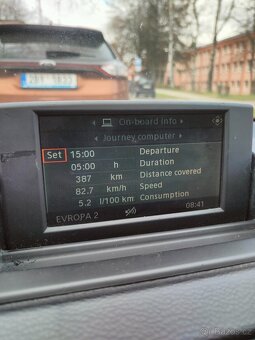 On-board info
Journey computer
Set 15:00 Departure
05:00 h Duration
387 km Distance covered
82.7 km/h Speed
5.2 l/100 km Consumption
EVROPA 2 08:41